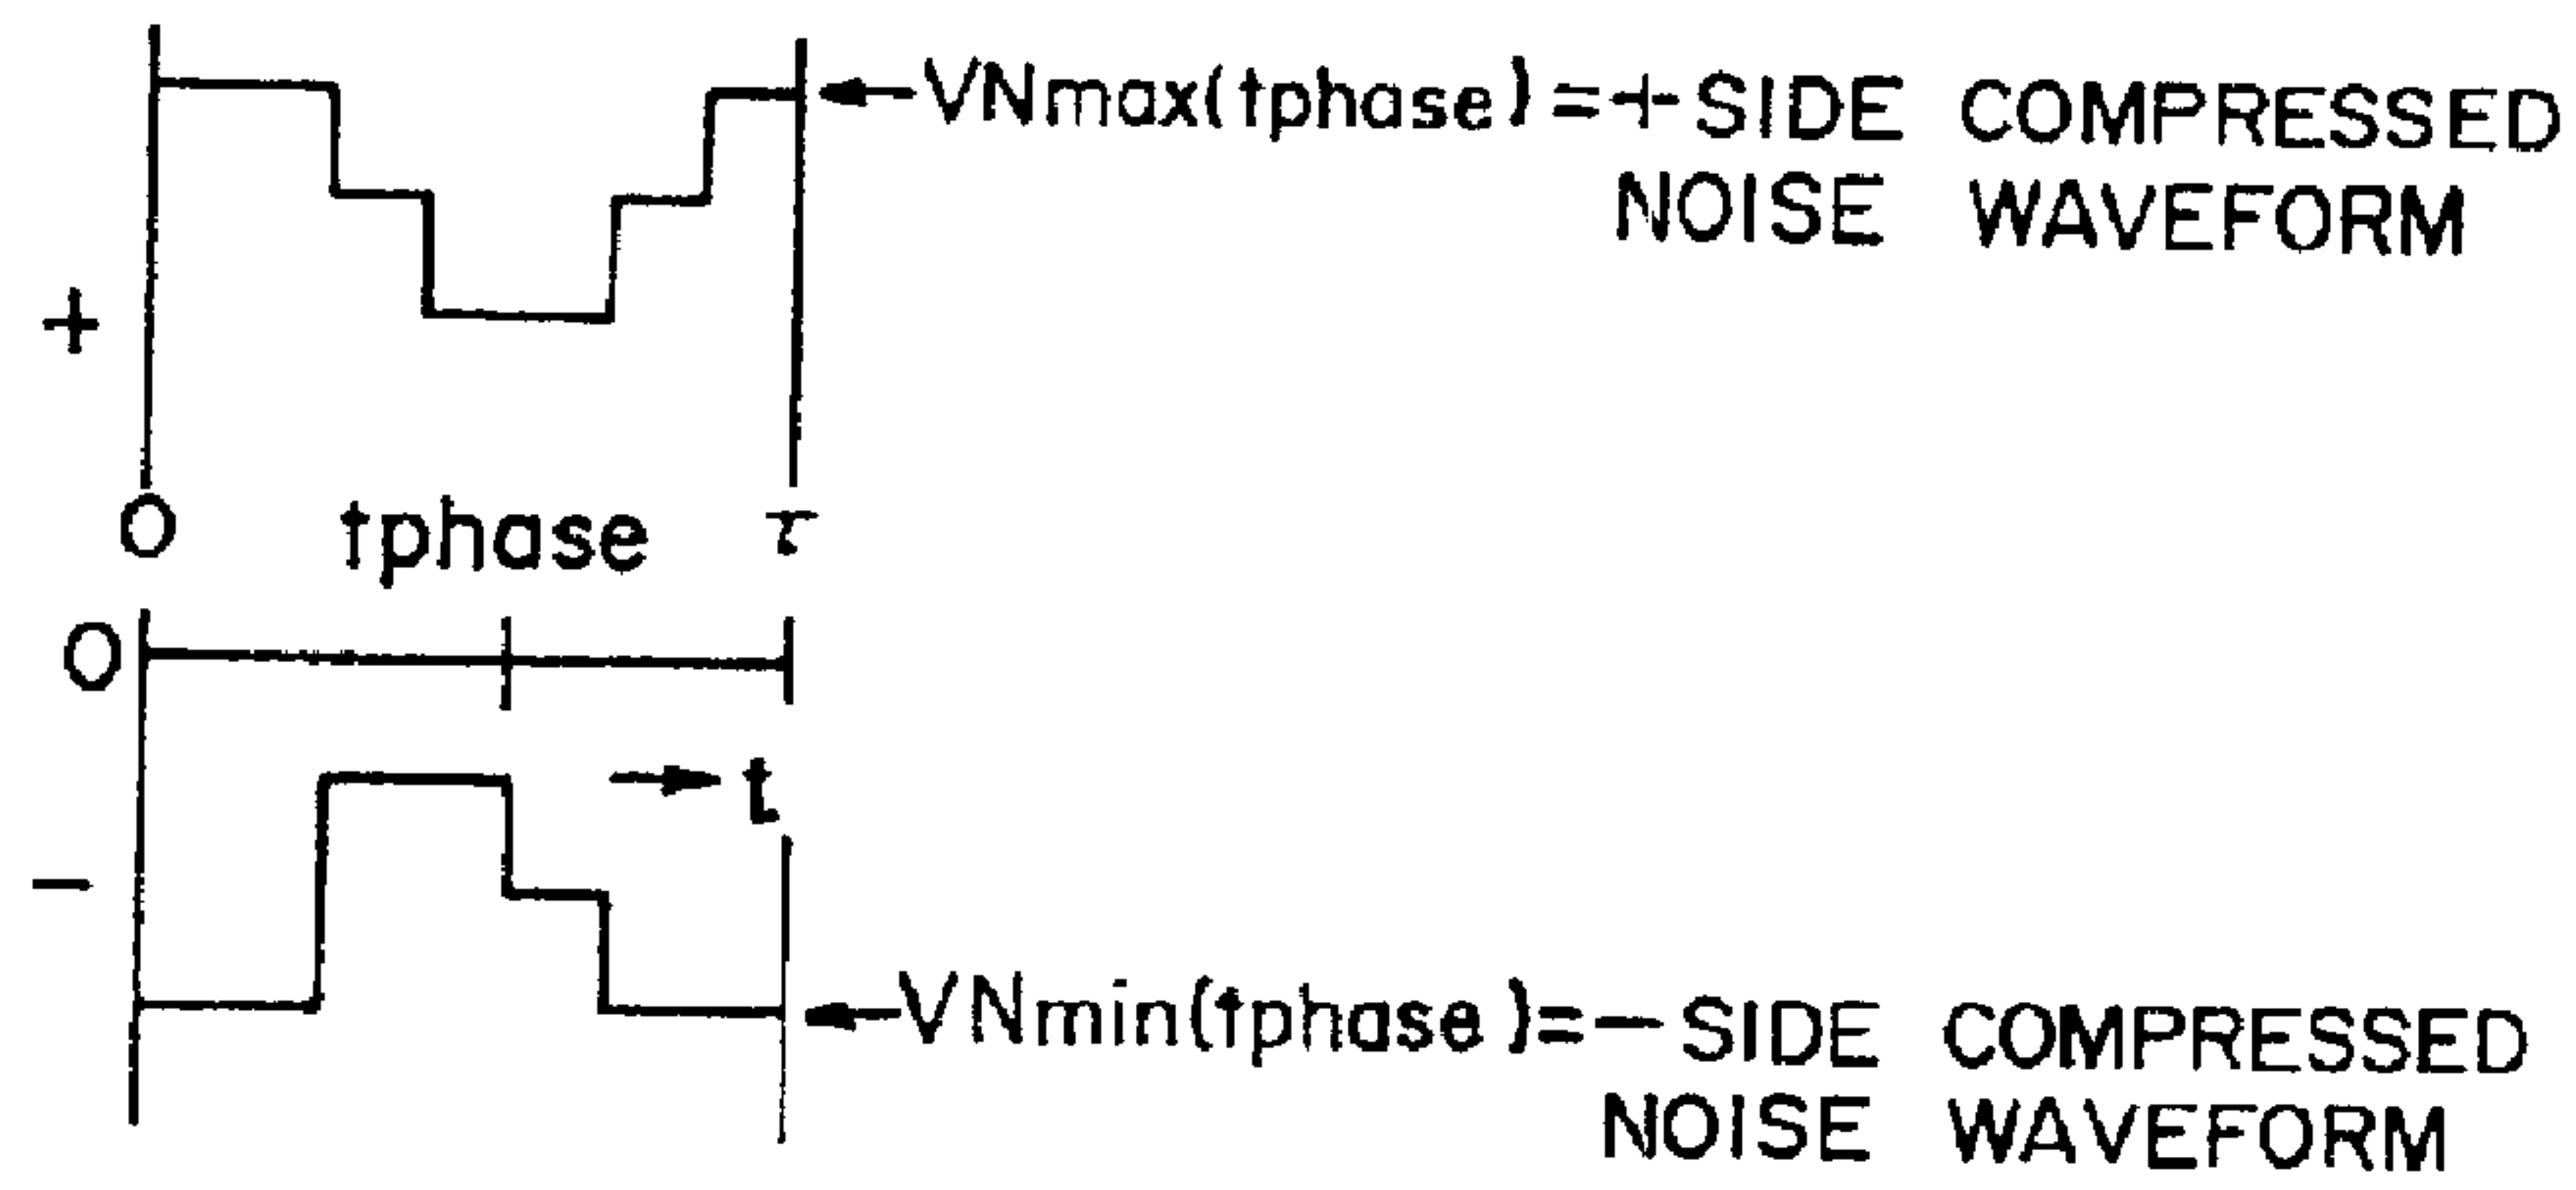 VNmax(tphase)=+SIDE COMPRESSED
NOISE WAVEFORM
+
0 tphase τ
0
→ t
−
VNmin(tphase)=−SIDE COMPRESSED
NOISE WAVEFORM